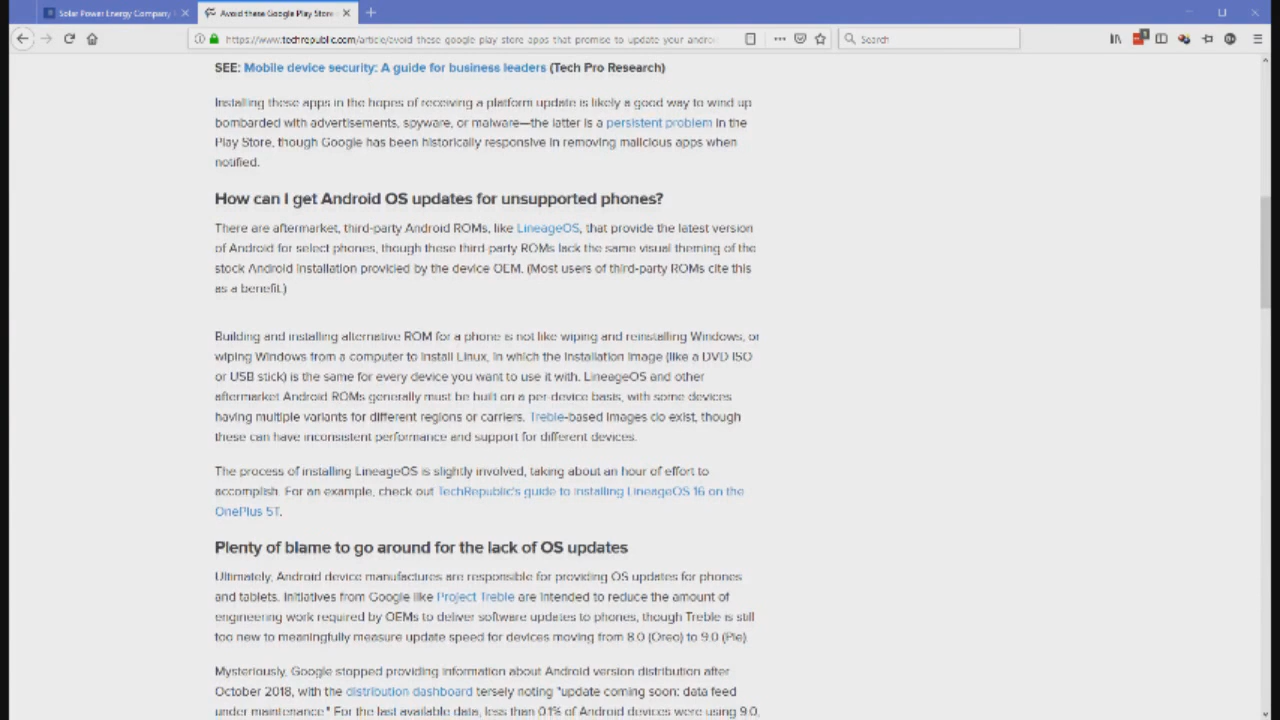 Solar Power Energy Company
Avoid these Google Play Store
https://www.techrepublic.com/article/avoid these google play store apps that promise to update your andro
Search
SEE: Mobile device security: A guide for business leaders (Tech Pro Research)
Installing these apps in the hopes of receiving a platform update is likely a good way to wind up
bombarded with advertisements, spyware, or malware—the latter is a persistent problem in the
Play Store, though Google has been historically responsive in removing malicious apps when
notified.
How can I get Android OS updates for unsupported phones?
There are aftermarket, third-party Android ROMs, like LineageOS, that provide the latest version
of Android for select phones, though these third party ROMs lack the same visual theming of the
stock Android installation provided by the device OEM. (Most users of third-party ROMs cite this
as a benefit.)
Building and installing alternative ROM for a phone is not like wiping and reinstalling Windows, or
wiping Windows from a computer to install Linux, in which the installation image (like a DVD ISO
or USB stick) is the same for every device you want to use it with. LineageOS and other
aftermarket Android ROMs generally must be built on a per-device basis, with some devices
having multiple variants for different regions or carriers. Treble-based images do exist, though
these can have inconsistent performance and support for different devices.
The process of installing LineageOS is slightly involved, taking about an hour of effort to
accomplish. For an example, check out TechRepublic's guide to installing LineageOS 16 on the
OnePlus 5T.
Plenty of blame to go around for the lack of OS updates
Ultimately, Android device manufactures are responsible for providing OS updates for phones
and tablets. Initiatives from Google like Project Treble are intended to reduce the amount of
engineering work required by OEMs to deliver software updates to phones, though Treble is still
too new to meaningfully measure update speed for devices moving from 8.0 (Oreo) to 9.0 (Pie).
Mysteriously, Google stopped providing information about Android version distribution after
October 2018, with the distribution dashboard tersely noting "update coming soon: data feed
under maintenance." For the last available data, less than 0.1% of Android devices were using 9.0,